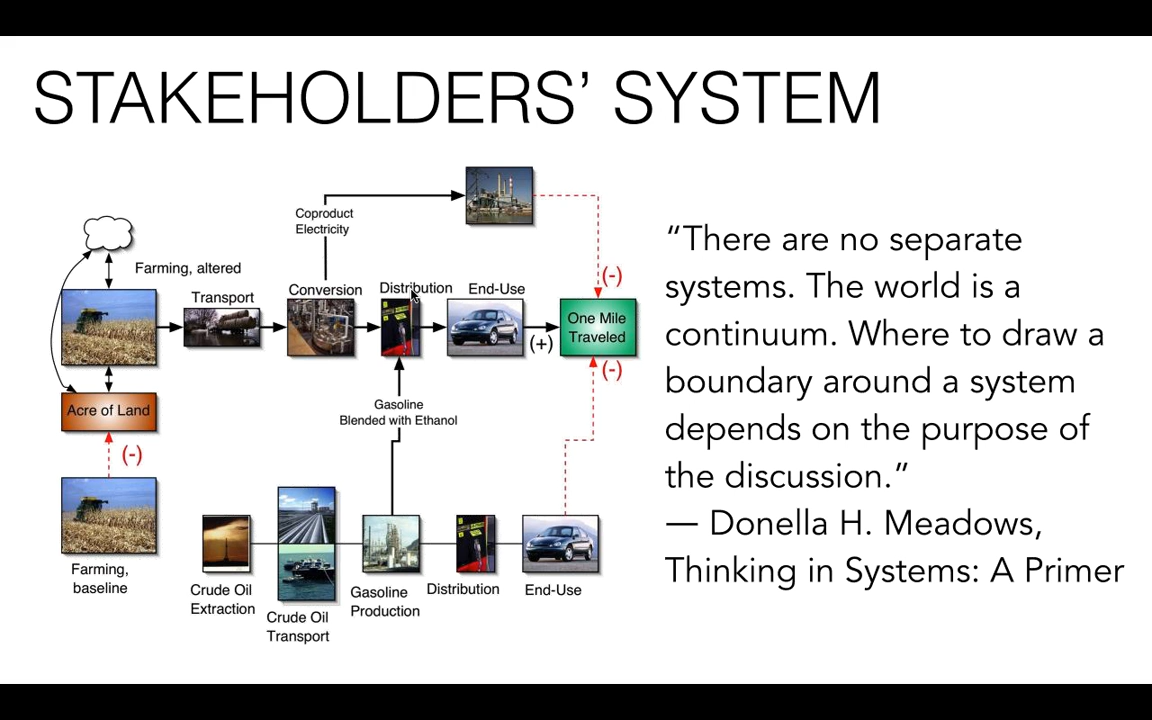 STAKEHOLDERS’ SYSTEM
Coproduct
Electricity
Farming, altered
Transport
Conversion
Distribution
End-Use
(-)
One Mile
Traveled
(+)
(-)
Acre of Land
Gasoline
Blended with Ethanol
(-)
Farming,
baseline
Crude Oil
Extraction
Crude Oil
Transport
Gasoline
Production
Distribution
End-Use
“There are no separate
systems. The world is a
continuum. Where to draw a
boundary around a system
depends on the purpose of
the discussion.”
— Donella H. Meadows,
Thinking in Systems: A Primer